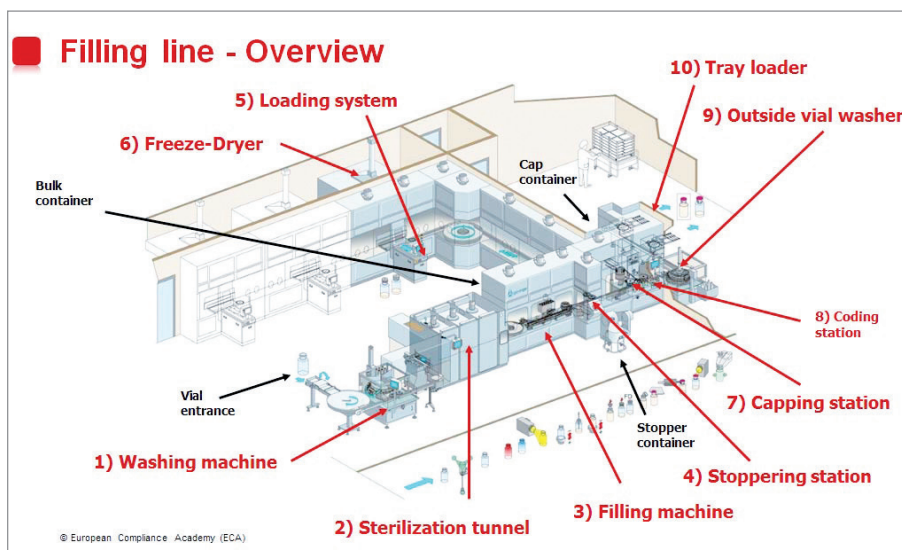 Filling line - Overview
10) Tray loader
5) Loading system
9) Outside vial washer
6) Freeze-Dryer
Cap
container
Bulk
container
8) Coding
station
Vial
entrance
7) Capping station
Stopper
container
1) Washing machine
4) Stoppering station
3) Filling machine
2) Sterilization tunnel
© European Compliance Academy (ECA)